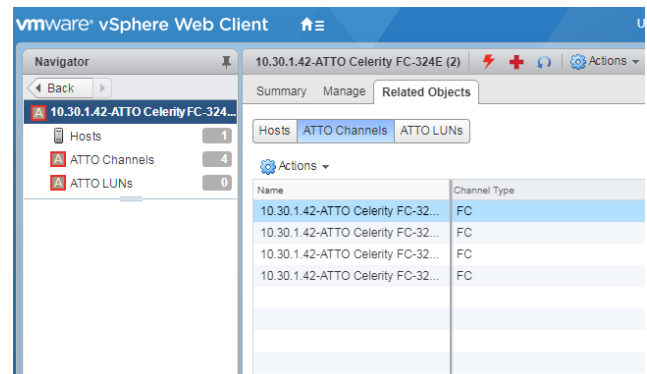 vmware® vSphere Web Client
U
Navigator
Back
10.30.1.42-ATTO Celerity FC-324...
Hosts 1
ATTO Channels 4
ATTO LUNs 0
10.30.1.42-ATTO Celerity FC-324E (2) Actions
Summary Manage Related Objects
Hosts ATTO Channels ATTO LUNs
Actions
Name Channel Type
10.30.1.42-ATTO Celerity FC-32... FC
10.30.1.42-ATTO Celerity FC-32... FC
10.30.1.42-ATTO Celerity FC-32... FC
10.30.1.42-ATTO Celerity FC-32... FC